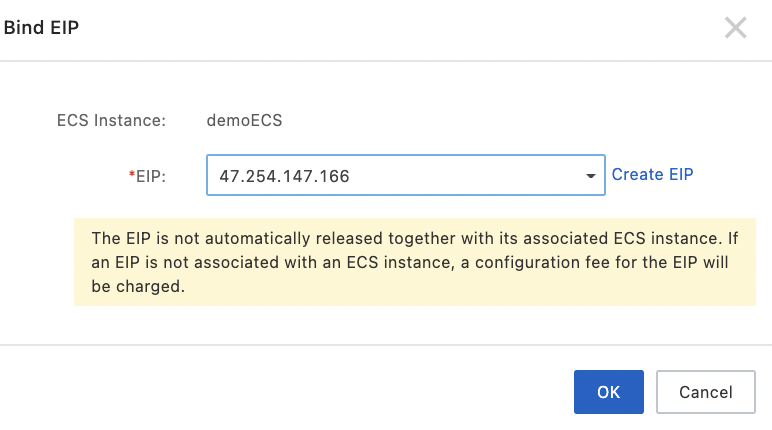 Bind EIP
ECS Instance: demoECS
*EIP: 47.254.147.166 Create EIP
The EIP is not automatically released together with its associated ECS instance. If
an EIP is not associated with an ECS instance, a configuration fee for the EIP will
be charged.
OK Cancel